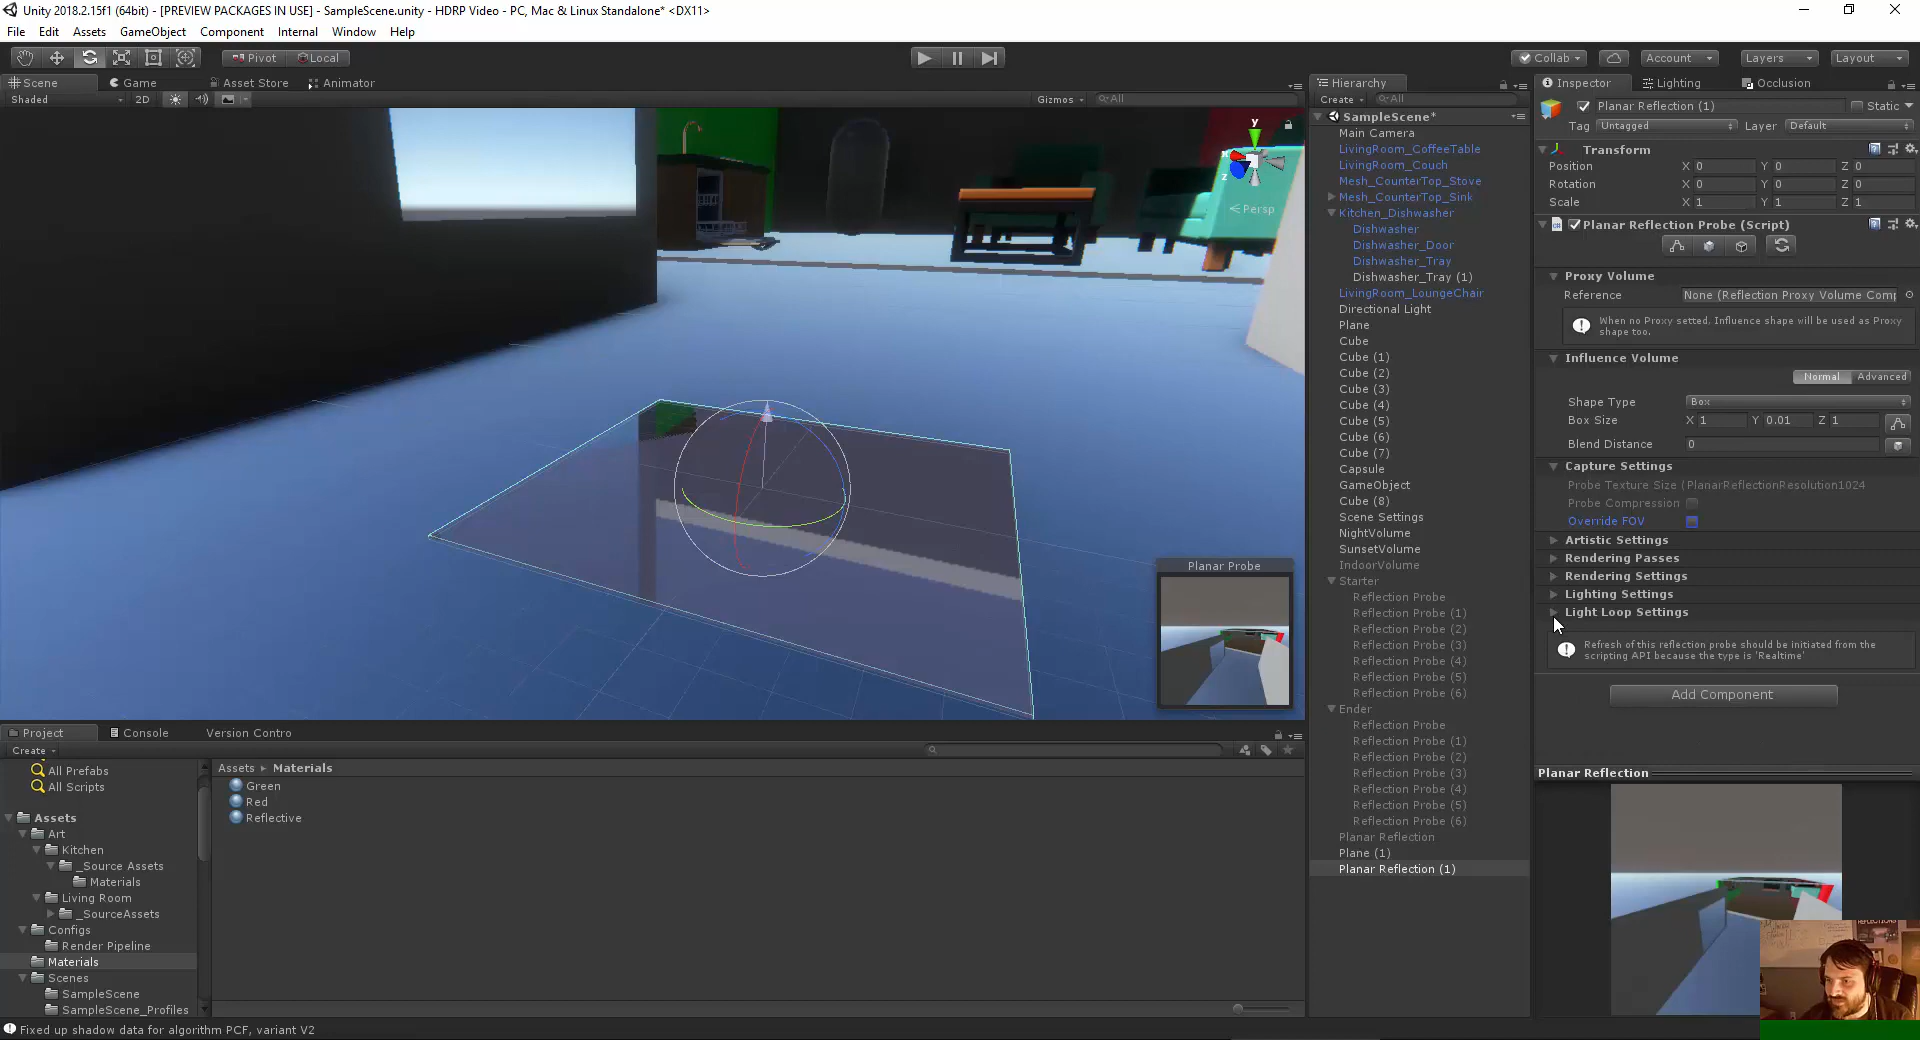 Unity 2018.2.15f1 (64bit) - [PREVIEW PACKAGES IN USE] - SampleScene.unity - HDRP Video - PC, Mac & Linux Standalone* <DX11>
File Edit Assets GameObject Component Internal Window Help
Pivot Local Collab Account Layers Layout
Scene Game Asset Store Animator
Shaded 2D Gizmos All
y
x
z
Persp
Planar Probe
Hierarchy
Create All
SampleScene*
Main Camera
LivingRoom_CoffeeTable
LivingRoom_Couch
Mesh_CounterTop_Stove
Mesh_CounterTop_Sink
Kitchen_Dishwasher
Dishwasher
Dishwasher_Door
Dishwasher_Tray
Dishwasher_Tray (1)
LivingRoom_LoungeChair
Directional Light
Plane
Cube
Cube (1)
Cube (2)
Cube (3)
Cube (4)
Cube (5)
Cube (6)
Cube (7)
Capsule
GameObject
Cube (8)
Scene Settings
NightVolume
SunsetVolume
IndoorVolume
Starter
Reflection Probe
Reflection Probe (1)
Reflection Probe (2)
Reflection Probe (3)
Reflection Probe (4)
Reflection Probe (5)
Reflection Probe (6)
Ender
Reflection Probe
Reflection Probe (1)
Reflection Probe (2)
Reflection Probe (3)
Reflection Probe (4)
Reflection Probe (5)
Reflection Probe (6)
Planar Reflection
Plane (1)
Planar Reflection (1)
Inspector Lighting Occlusion
Planar Reflection (1) Static
Tag Untagged Layer Default
Transform
Position X 0 Y 0 Z 0
Rotation X 0 Y 0 Z 0
Scale X 1 Y 1 Z 1
Planar Reflection Probe (Script)
Proxy Volume
Reference None (Reflection Proxy Volume Comp
When no Proxy setted, Influence shape will be used as Proxy
shape too.
Influence Volume
Normal Advanced
Shape Type Box
Box Size X 1 Y 0.01 Z 1
Blend Distance 0
Capture Settings
Probe Texture Size (PlanarReflectionResolution1024
Probe Compression
Override FOV
Artistic Settings
Rendering Passes
Rendering Settings
Lighting Settings
Light Loop Settings
Refresh of this reflection probe should be initiated from the
scripting API because the type is 'Realtime'
Add Component
Planar Reflection
Project Console Version Contro
Create
All Prefabs
All Scripts
Assets
Art
Kitchen
_Source Assets
Materials
Living Room
_SourceAssets
Configs
Render Pipeline
Materials
Scenes
SampleScene
SampleScene_Profiles
Assets Materials
Green
Red
Reflective
Fixed up shadow data for algorithm PCF, variant V2